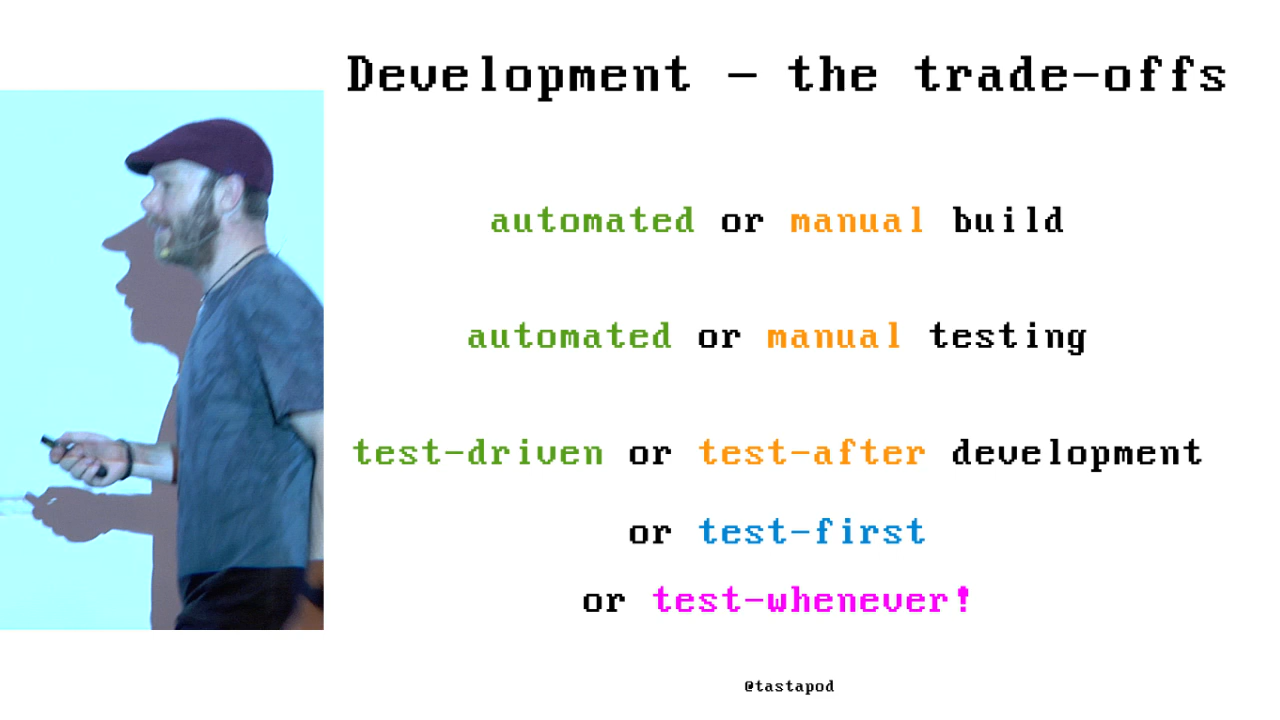 Development - the trade-offs
automated or manual build
automated or manual testing
test-driven or test-after development
or test-first
or test-whenever!
@tastapod